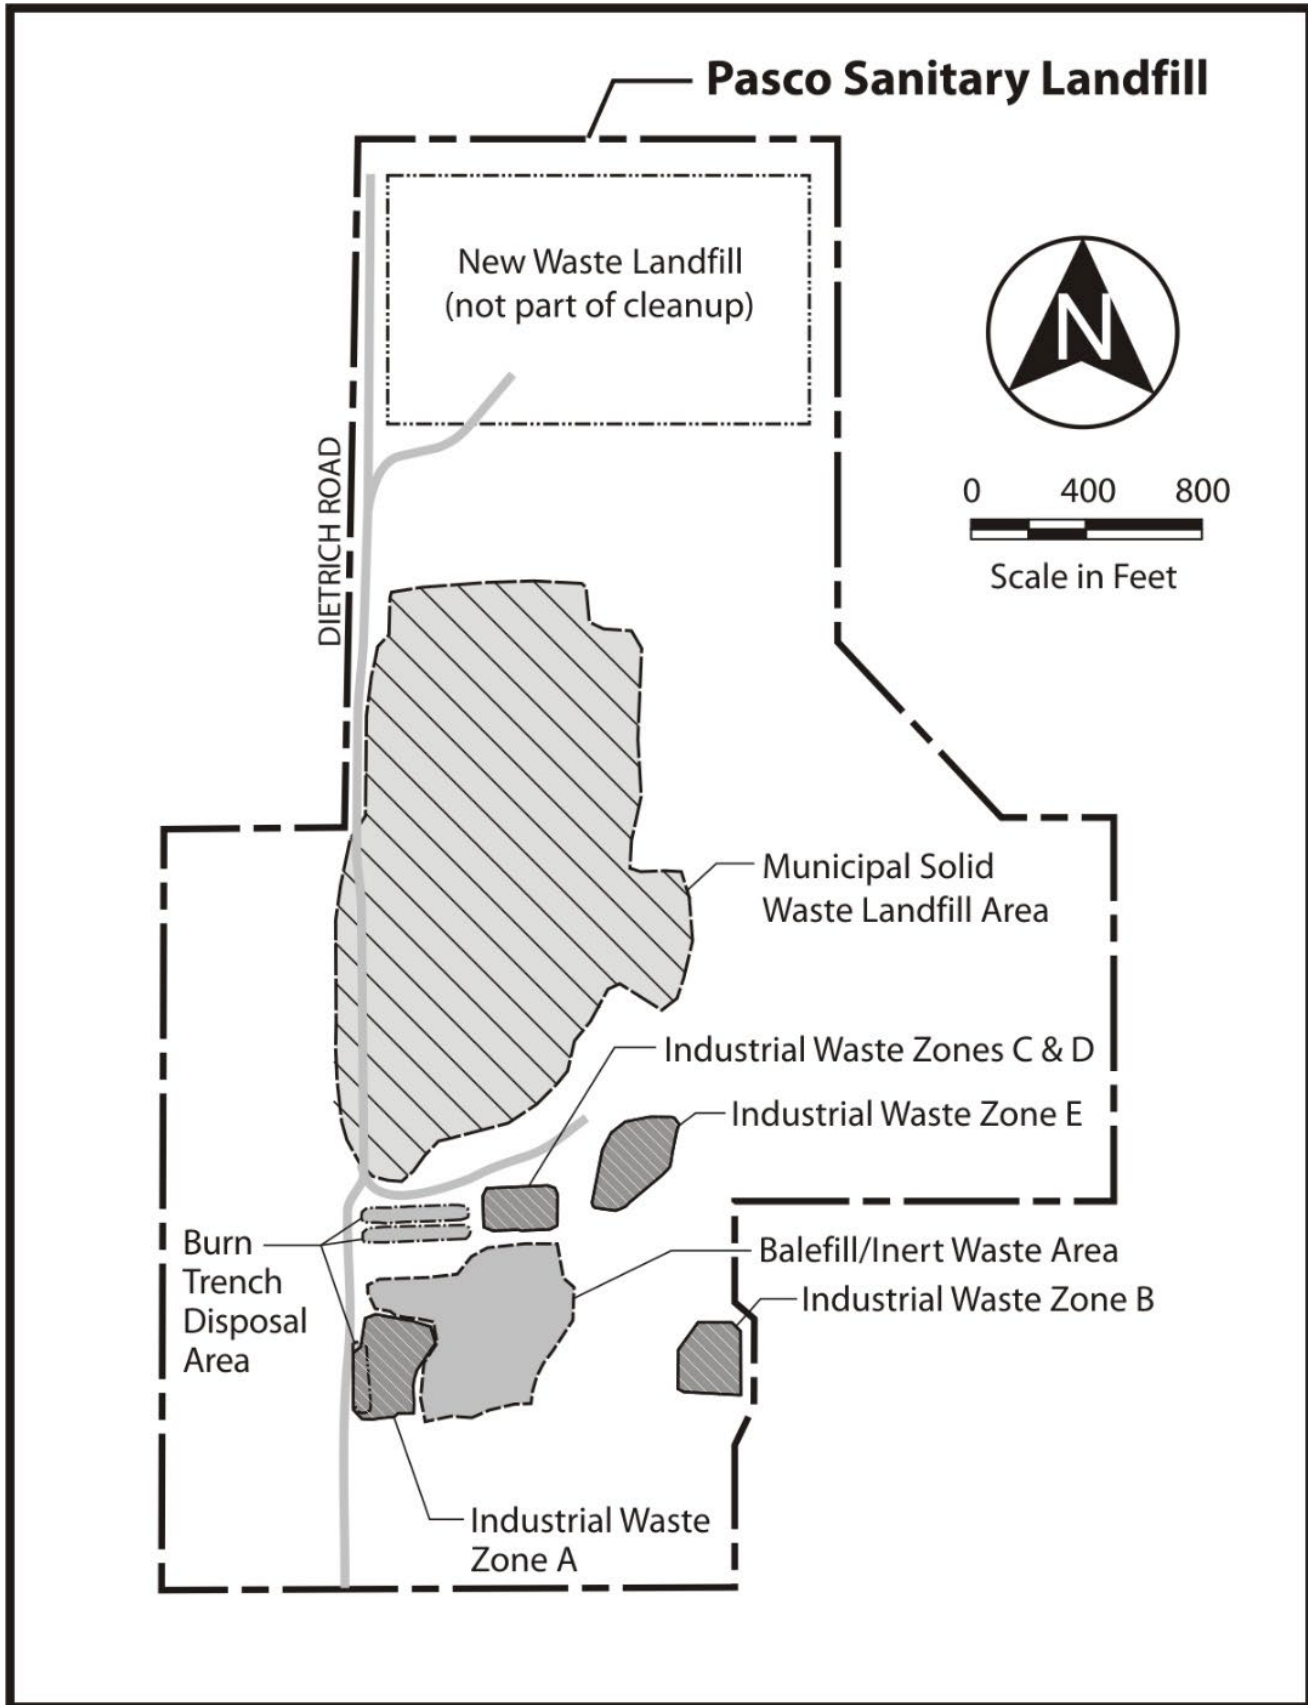 Pasco Sanitary Landfill
New Waste Landfill
(not part of cleanup)
N
DIETRICH ROAD
0 400 800
Scale in Feet
Municipal Solid
Waste Landfill Area
Industrial Waste Zones C & D
Industrial Waste Zone E
Burn
Trench
Disposal
Area
Balefill/Inert Waste Area
Industrial Waste Zone B
Industrial Waste
Zone A